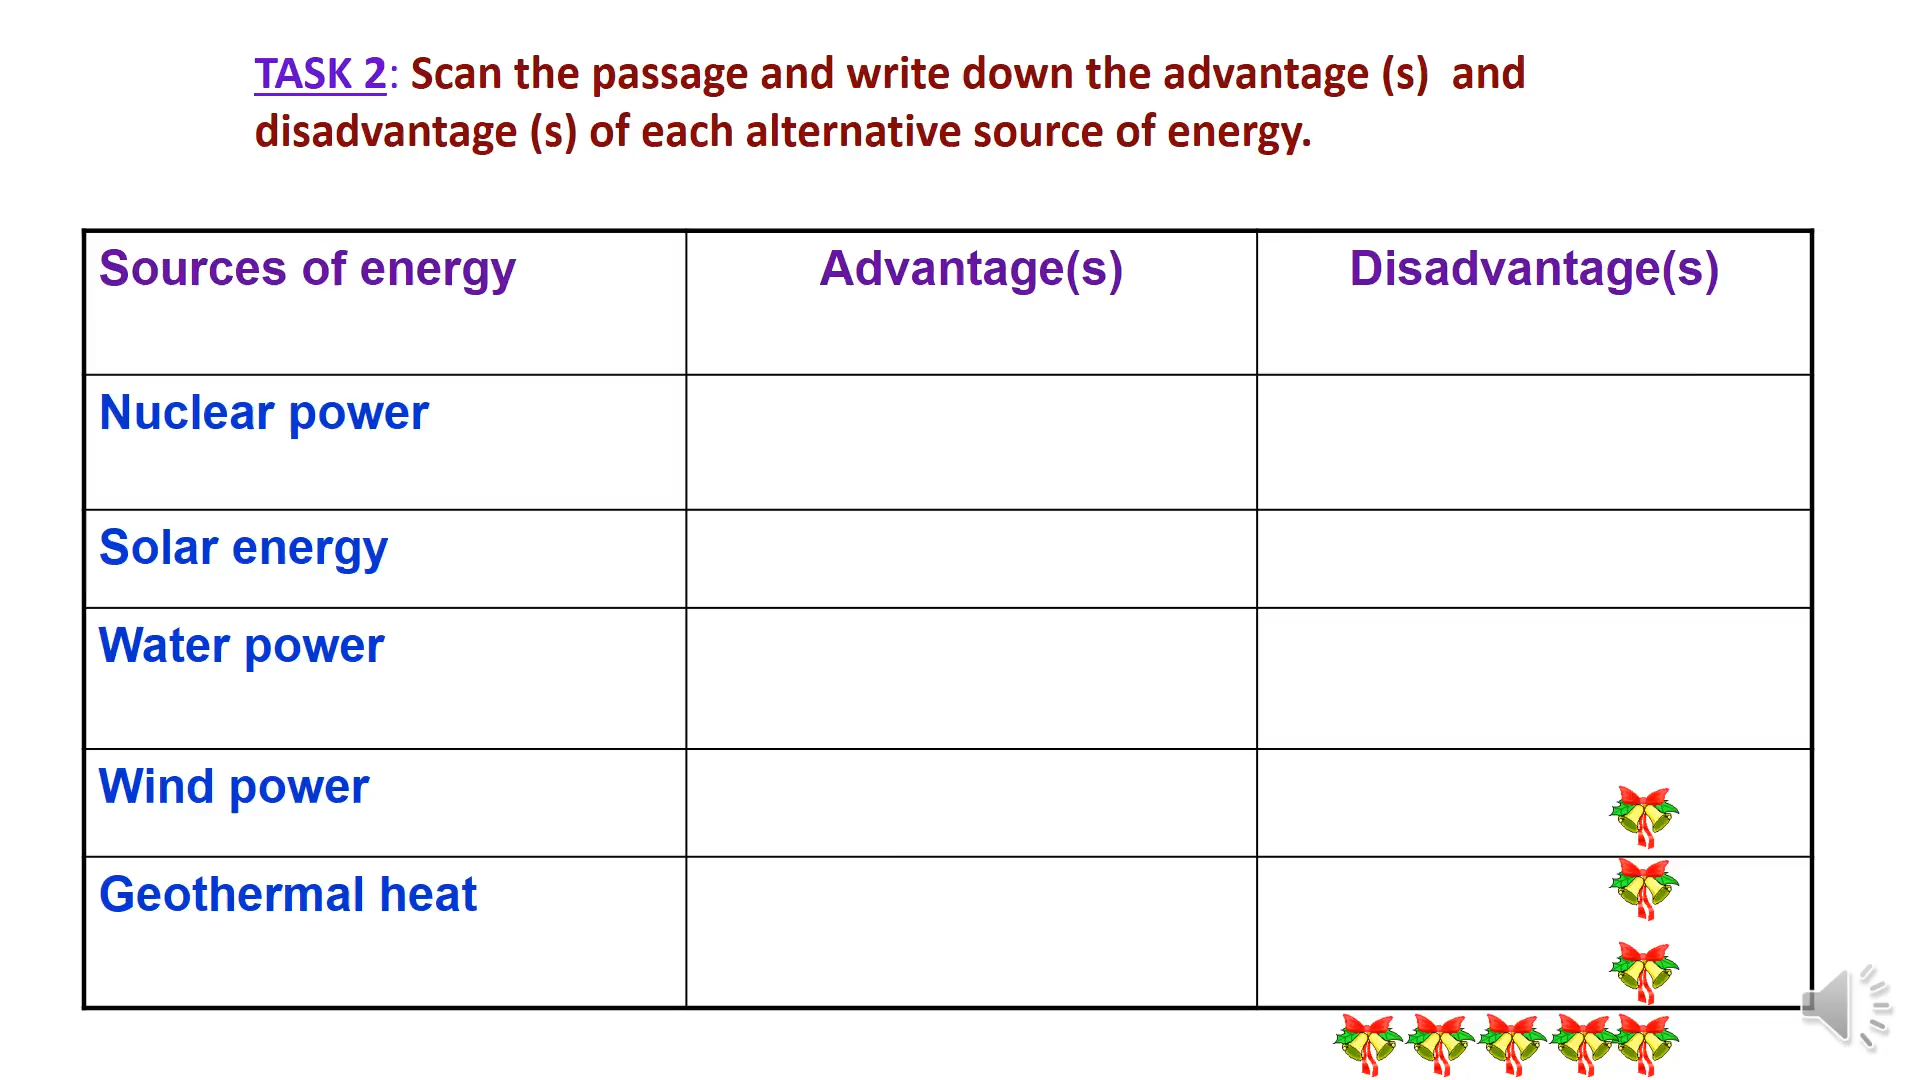 TASK 2: Scan the passage and write down the advantage (s)  and
disadvantage (s) of each alternative source of energy.
Sources of energy Advantage(s) Disadvantage(s)
Nuclear power
Solar energy
Water power
Wind power
Geothermal heat